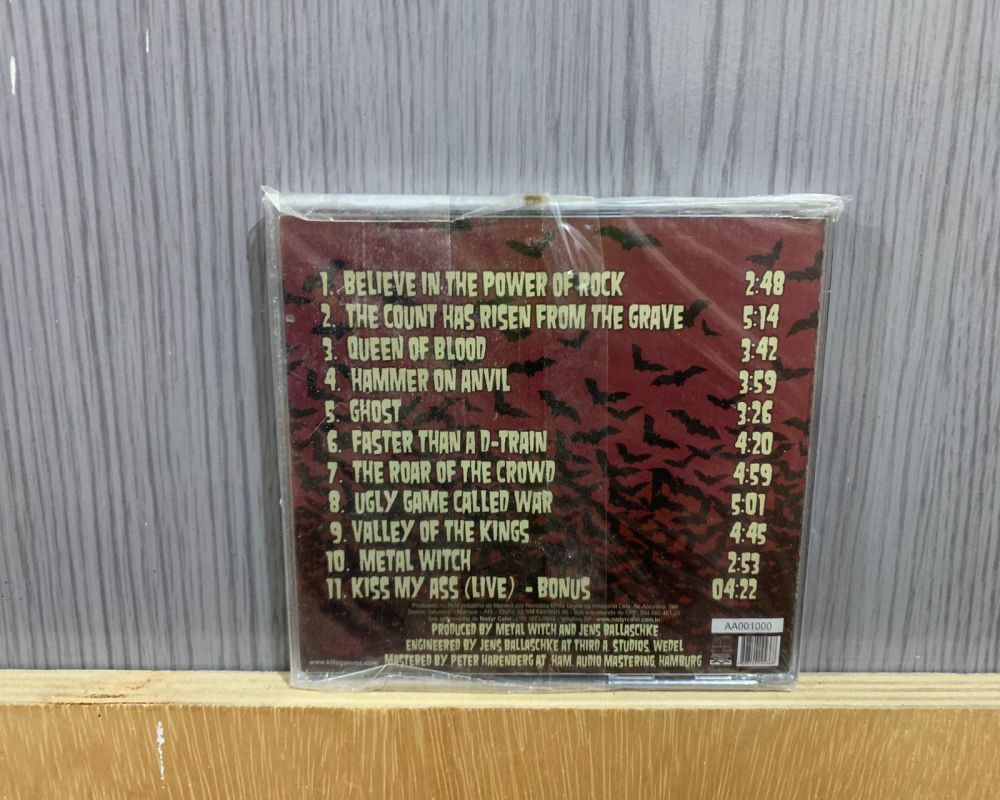 1. BELIEVE IN THE POWER OF ROCK 2:48
2. THE COUNT HAS RISEN FROM THE GRAVE 5:14
3. QUEEN OF BLOOD 3:42
4. HAMMER ON ANVIL 3:59
5. GHOST 3:26
6. FASTER THAN A D-TRAIN 4:20
7. THE ROAR OF THE CROWD 4:59
8. UGLY GAME CALLED WAR 5:01
9. VALLEY OF THE KINGS 4:45
10. METAL WITCH 2:53
11. KISS MY ASS (LIVE) - BONUS 04:22
AA001000
PRODUCED BY METAL WITCH AND JENS BALLASCHKE.
ENGINEERED BY JENS BALLASCHKE AT THIRD A. STUDIOS, WEDEL
MASTERED BY PETER HARENBERG AT HAM. AUDIO MASTERING, HAMBURG